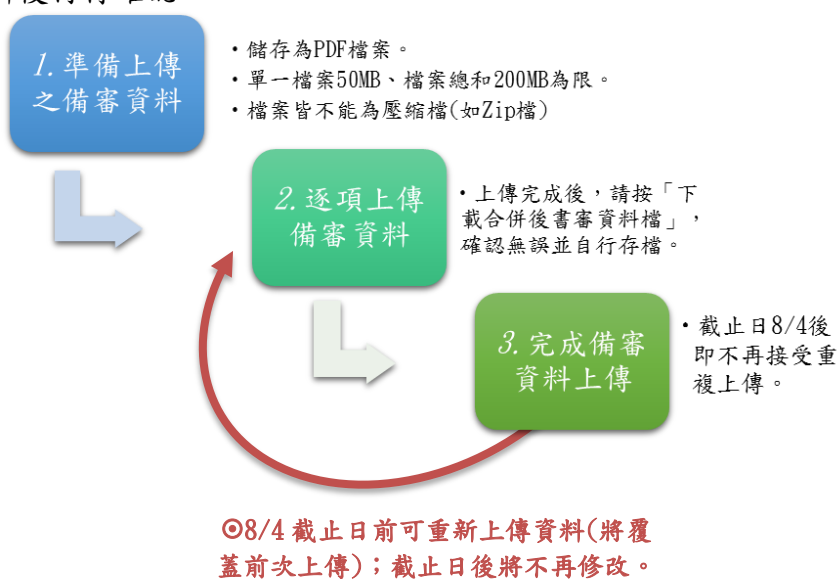 1.準備上傳
之備審資料
・儲存為PDF檔案。
・單一檔案50MB、檔案總和200MB為限。
・檔案皆不能為壓縮檔(如Zip檔)
2.逐項上傳
備審資料
・上傳完成後，請按「下
載合併後書審資料檔」，
確認無誤並自行存檔。
3.完成備審
資料上傳
・截止日8/4後
即不再接受重
複上傳。
⊙8/4截止日前可重新上傳資料(將覆
蓋前次上傳)；截止日後將不再修改。